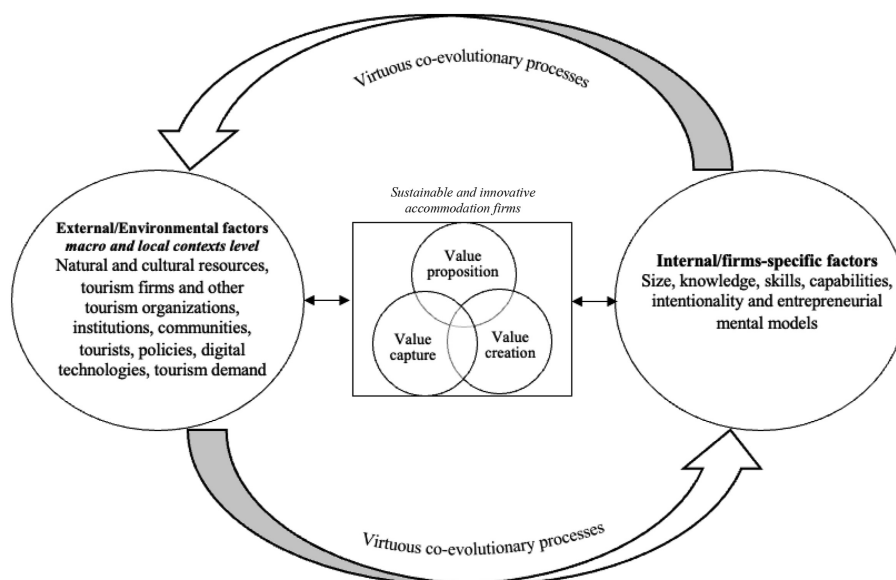 Virtuous co-evolutionary processes
Sustainable and innovative
accommodation firms
External/Environmental factors
macro and local contexts level
Natural and cultural resources,
tourism firms and other
tourism organizations,
institutions, communities,
tourists, policies, digital
technologies, tourism demand
Value
proposition
Value
capture
Value
creation
Internal/firms-specific factors
Size, knowledge, skills, capabilities,
intentionality and entrepreneurial
mental models
Virtuous co-evolutionary processes